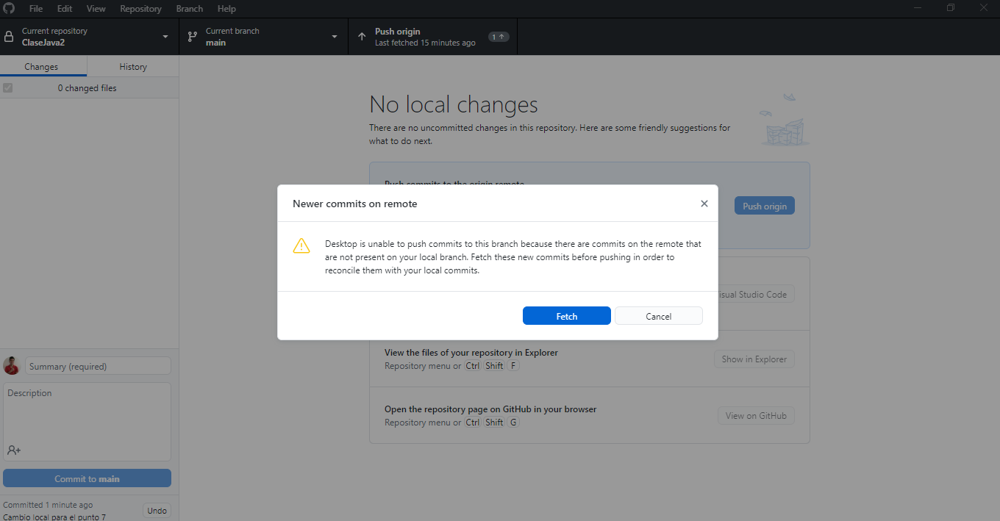 File Edit View Repository Branch Help
Current repository
ClaseJava2
Current branch
main
Push origin
Last fetched 15 minutes ago
1
Changes
History
0 changed files
No local changes
There are no uncommitted changes in this repository. Here are some friendly suggestions for
what to do next.
Push commits to the origin remote
Push origin
Newer commits on remote
Desktop is unable to push commits to this branch because there are commits on the remote that
are not present on your local branch. Fetch these new commits before pushing in order to
reconcile them with your local commits.
Fetch
Cancel
Visual Studio Code
View the files of your repository in Explorer
Repository menu or Ctrl Shift F
Show in Explorer
Open the repository page on GitHub in your browser
Repository menu or Ctrl Shift G
View on GitHub
Summary (required)
Description
Commit to main
Committed 1 minute ago
Cambio local para el punto 7
Undo